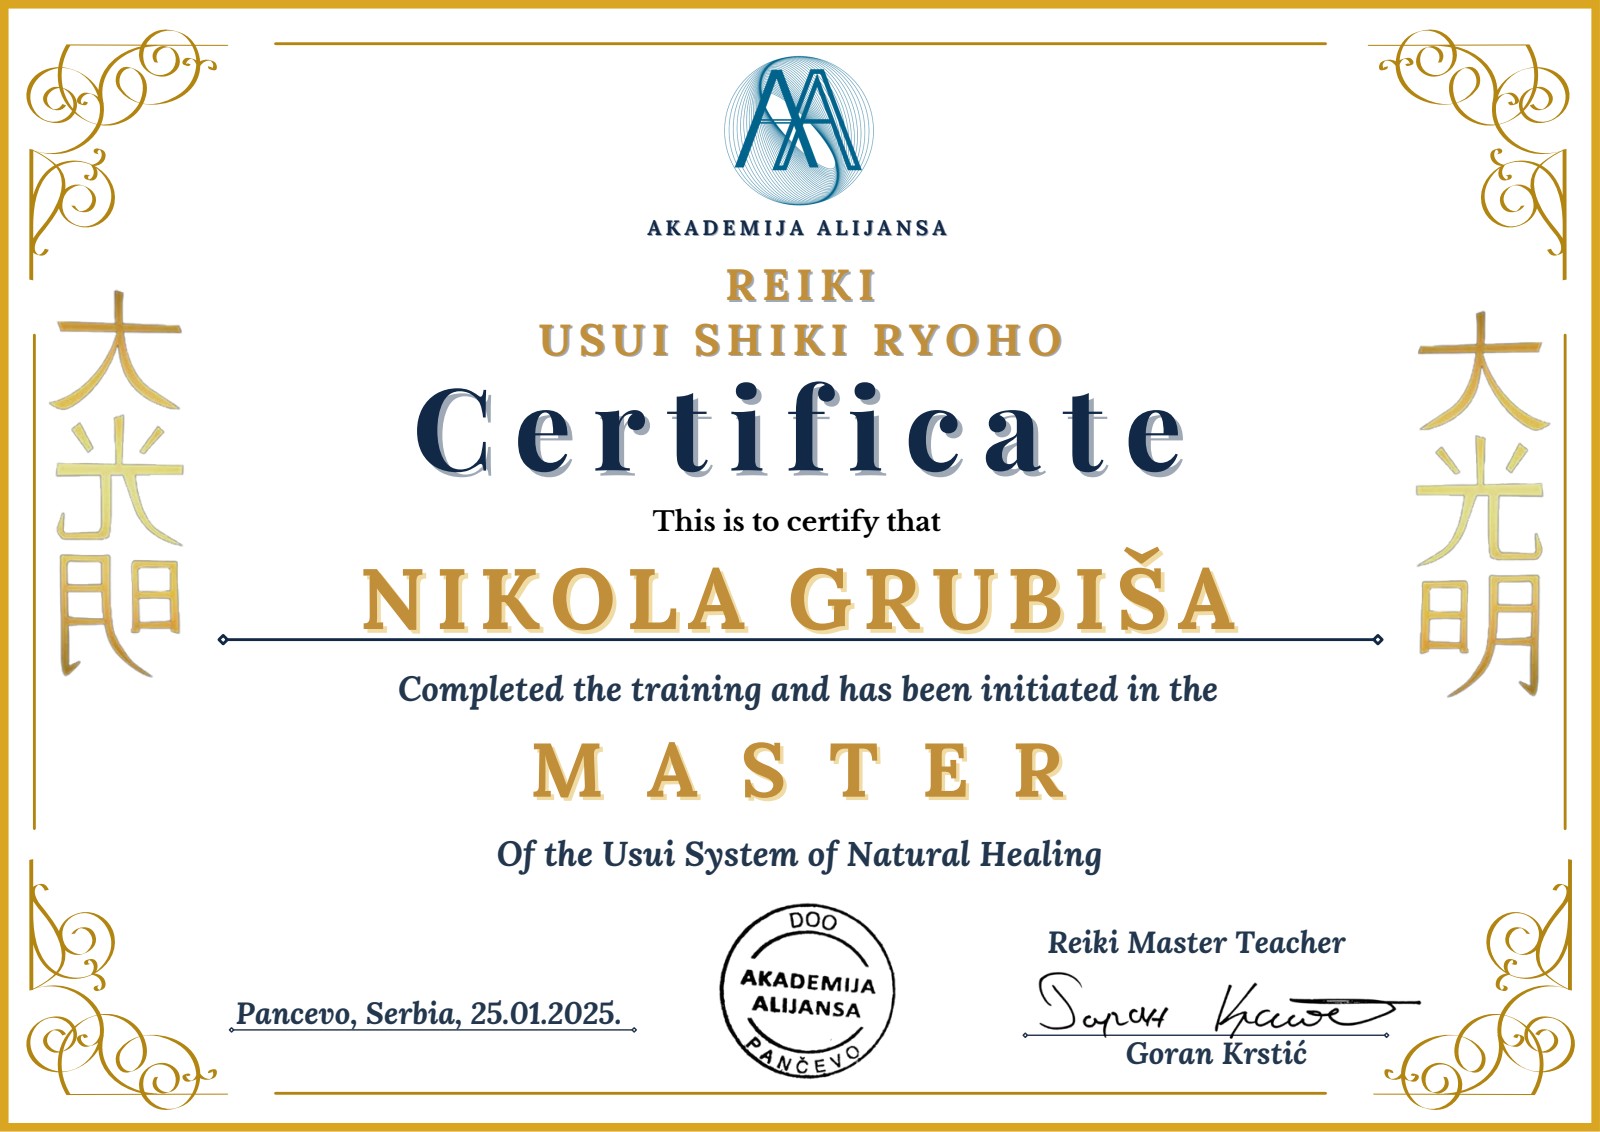 AKADEMIJA ALIJANSA
REIKI
USUI SHIKI RYOHO
Certificate
This is to certify that
NIKOLA GRUBIŠA
Completed the training and has been initiated in the
MASTER
Of the Usui System of Natural Healing
大光明
大光明
Pancevo, Serbia, 25.01.2025.
DOO
AKADEMIJA
ALIJANSA
PANČEVO
Reiki Master Teacher
Goran Krstić